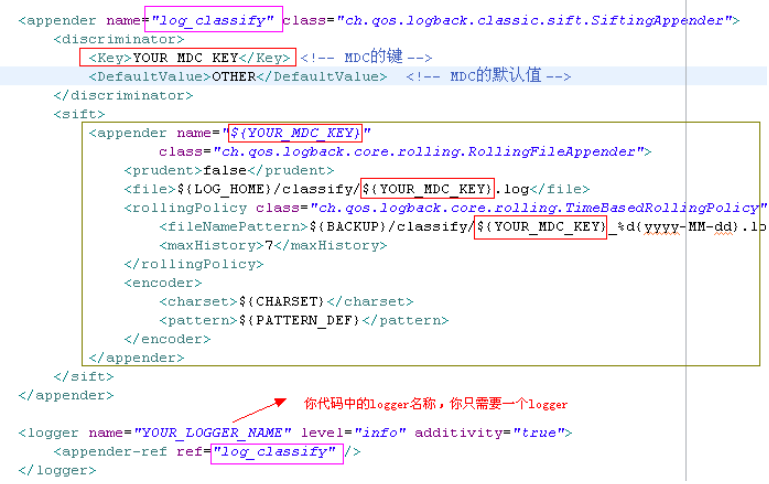 <appender name="log_classify" class="ch.qos.logback.classic.sift.SiftingAppender">
<discriminator>
<Key>YOUR_MDC_KEY</Key> <!-- MDC的键 -->
<DefaultValue>OTHER</DefaultValue> <!-- MDC的默认值 -->
</discriminator>
<sift>
<appender name="${YOUR_MDC_KEY}"
class="ch.qos.logback.core.rolling.RollingFileAppender">
<prudent>false</prudent>
<file>${LOG_HOME}/classify/${YOUR_MDC_KEY}.log</file>
<rollingPolicy class="ch.qos.logback.core.rolling.TimeBasedRollingPolicy"
<fileNamePattern>${BACKUP}/classify/${YOUR_MDC_KEY}_%d{yyyy-MM-dd}.lo
<maxHistory>7</maxHistory>
</rollingPolicy>
<encoder>
<charset>${CHARSET}</charset>
<pattern>${PATTERN_DEF}</pattern>
</encoder>
</appender>
</sift>
</appender>
你代码中的logger名称，你只需要一个logger
<logger name="YOUR_LOGGER_NAME" level="info" additivity="true">
<appender-ref ref="log_classify" />
</logger>